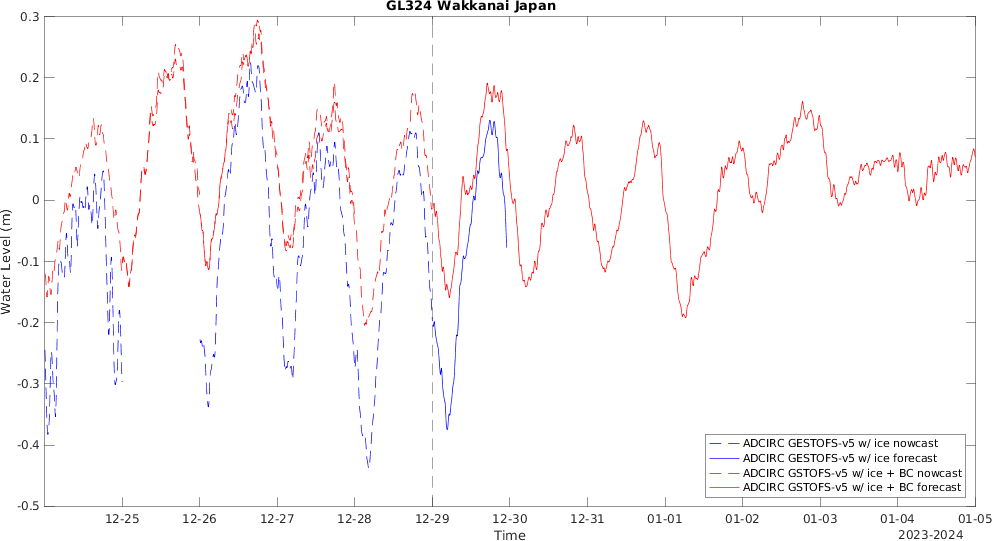 GL324 Wakkanai Japan
0.3
0.2
0.1
0
-0.1
-0.2
-0.3
-0.4
-0.5
Water Level (m)
ADCIRC GESTOFS-v5 w/ ice nowcast
ADCIRC GESTOFS-v5 w/ ice forecast
ADCIRC GSTOFS-v5 w/ ice + BC nowcast
ADCIRC GSTOFS-v5 w/ ice + BC forecast
12-25 12-26 12-27 12-28 12-29 12-30 12-31 01-01 01-02 01-03 01-04 01-05
Time
2023-2024